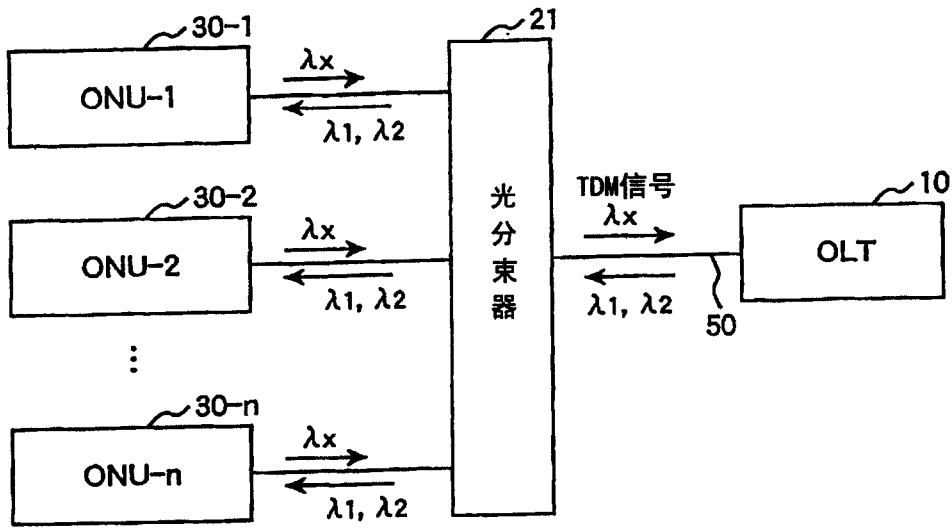 30-1
ONU-1
λx
λ1, λ2
30-2
ONU-2
λx
λ1, λ2
⋮
30-n
ONU-n
λx
λ1, λ2
21
光分束器
TDM信号
λx
λ1, λ2
50
10
OLT